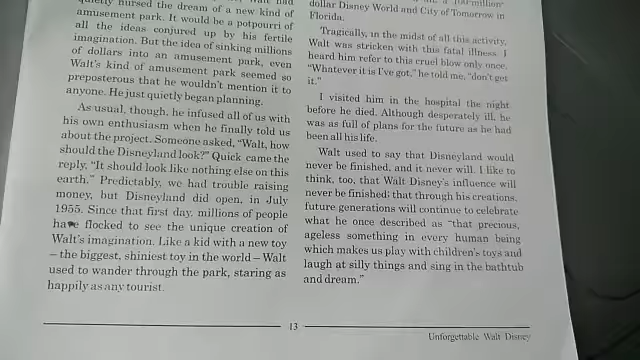 quietly nursed the dream of a new kind of
amusement park. It would be a potpourri of
all the ideas conjured up by his fertile
imagination. But the idea of sinking millions
of dollars into an amusement park, even
Walt's kind of amusement park seemed so
preposterous that he wouldn't mention it to
anyone. He just quietly began planning.
As usual, though, he infused all of us with
his own enthusiasm when he finally told us
about the project. Someone asked, "Walt, how
should the Disneyland look?" Quick came the
reply, "It should look like nothing else on this
earth." Predictably, we had trouble raising
money, but Disneyland did open, in July
1955. Since that first day, millions of people
have flocked to see the unique creation of
Walt's imagination. Like a kid with a new toy
– the biggest, shiniest toy in the world – Walt
used to wander through the park, staring as
happily as any tourist.
dollar Disney World and City of Tomorrow in
Florida.
Tragically, in the midst of all this activity,
Walt was stricken with this fatal illness. I
heard him refer to this cruel blow only once.
"Whatever it is I've got," he told me, "don't get
it."
I visited him in the hospital the night
before he died. Although desperately ill, he
was as full of plans for the future as he had
been all his life.
Walt used to say that Disneyland would
never be finished, and it never will. I like to
think, too, that Walt Disney's influence will
never be finished; that through his creations,
future generations will continue to celebrate
what he once described as "that precious,
ageless something in every human being
which makes us play with children's toys and
laugh at silly things and sing in the bathtub
and dream."
13
Unforgettable Walt Disney